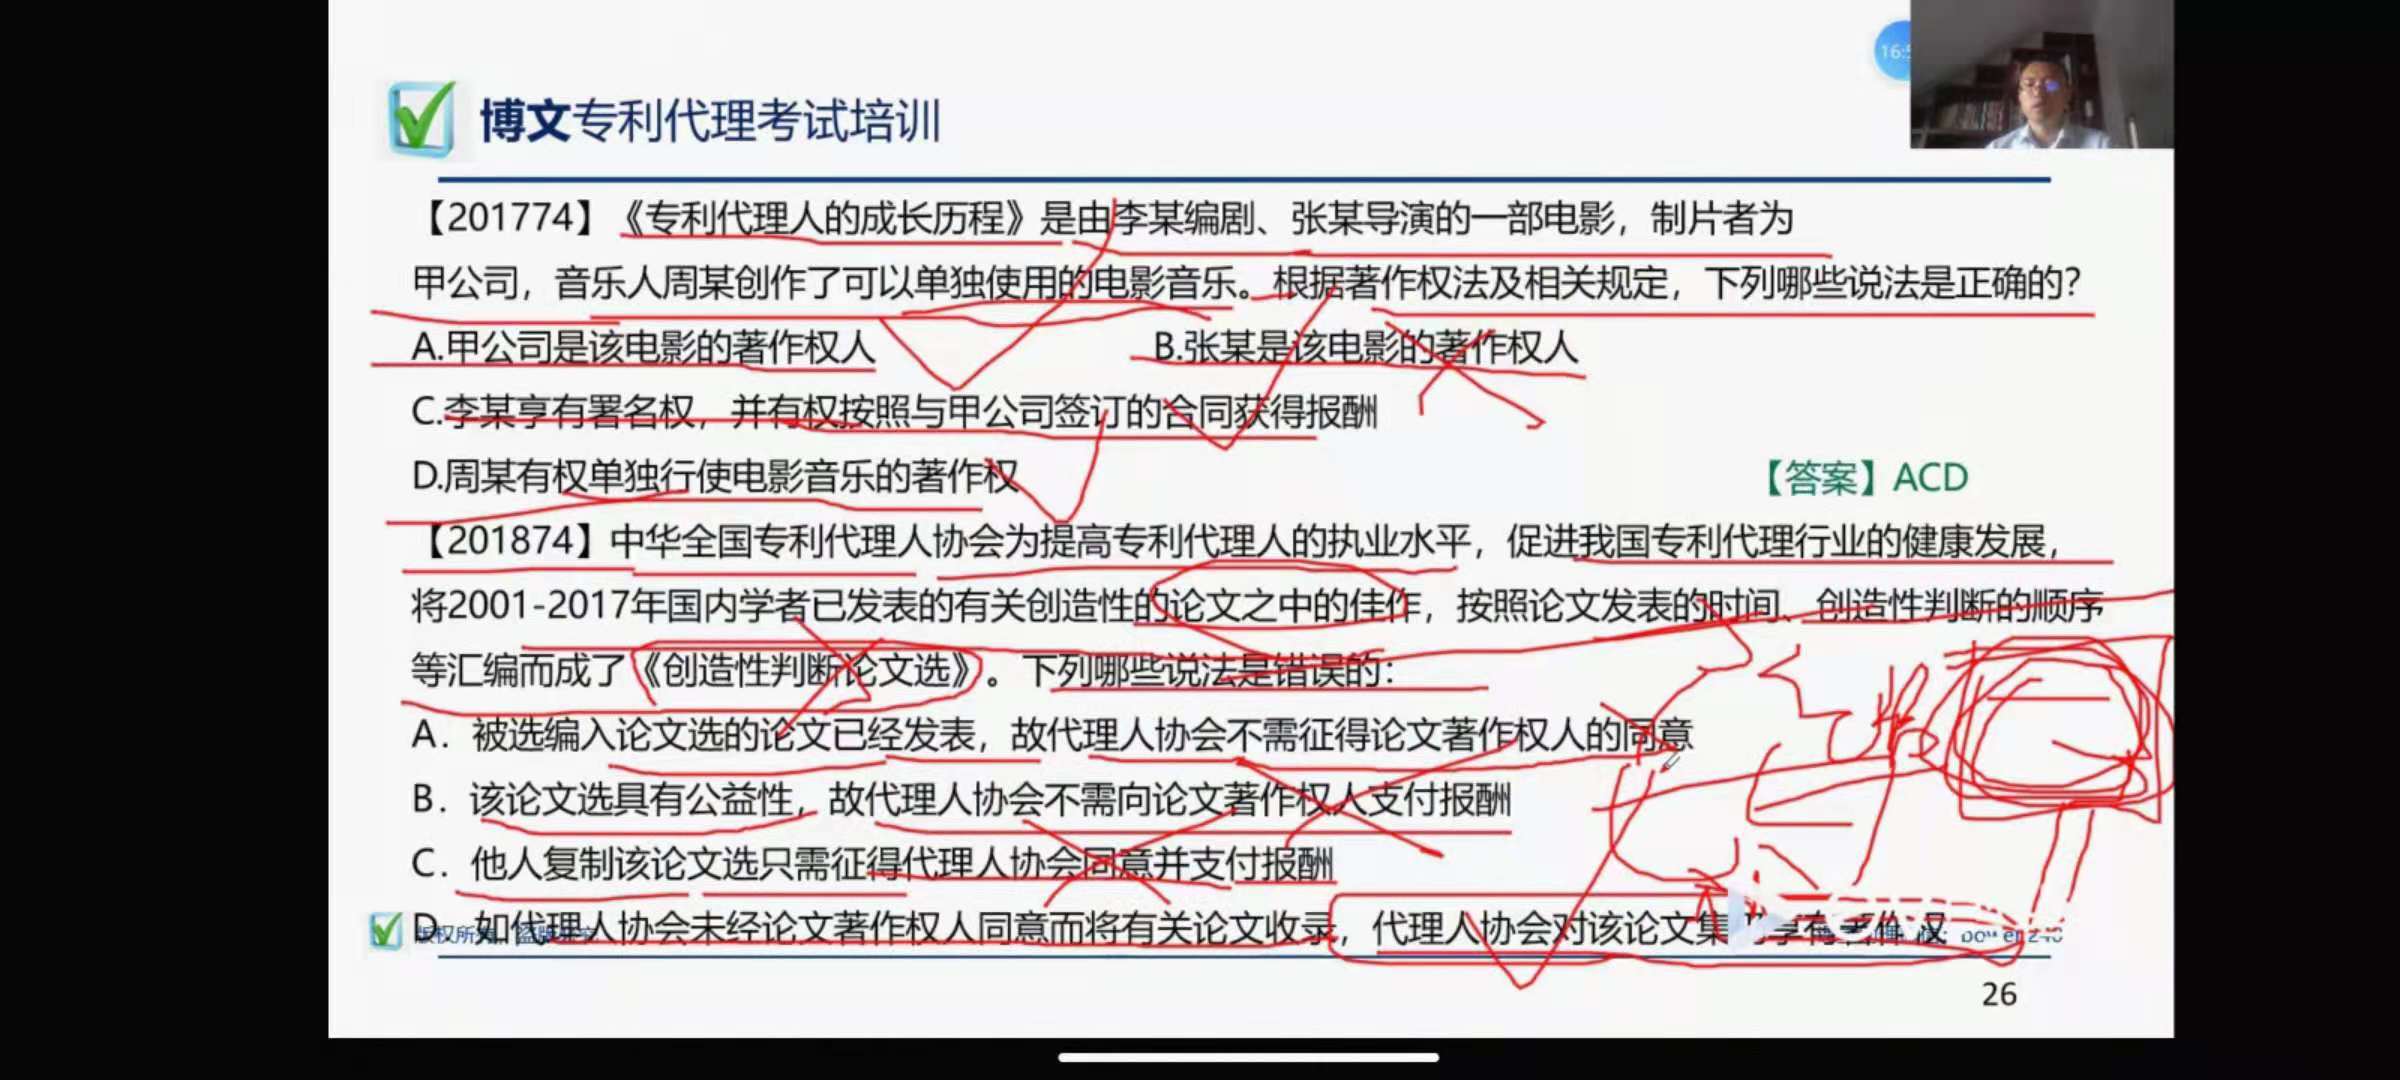 16:5
博文专利代理考试培训
【201774】《专利代理人的成长历程》是由李某编剧、张某导演的一部电影，制片者为
甲公司，音乐人周某创作了可以单独使用的电影音乐。根据著作权法及相关规定，下列哪些说法是正确的？
A.甲公司是该电影的著作权人 B.张某是该电影的著作权人
C.李某享有署名权，并有权按照与甲公司签订的合同获得报酬
D.周某有权单独行使电影音乐的著作权 【答案】ACD
【201874】中华全国专利代理人协会为提高专利代理人的执业水平，促进我国专利代理行业的健康发展，
将2001-2017年国内学者已发表的有关创造性的论文之中的佳作，按照论文发表的时间、创造性判断的顺序
等汇编而成了《创造性判断论文选》。下列哪些说法是错误的：
A．被选编入论文选的论文已经发表，故代理人协会不需征得论文著作权人的同意
B．该论文选具有公益性，故代理人协会不需向论文著作权人支付报酬
C．他人复制该论文选只需征得代理人协会同意并支付报酬
D．如代理人协会未经论文著作权人同意而将有关论文收录，代理人协会对该论文集
版权所
26